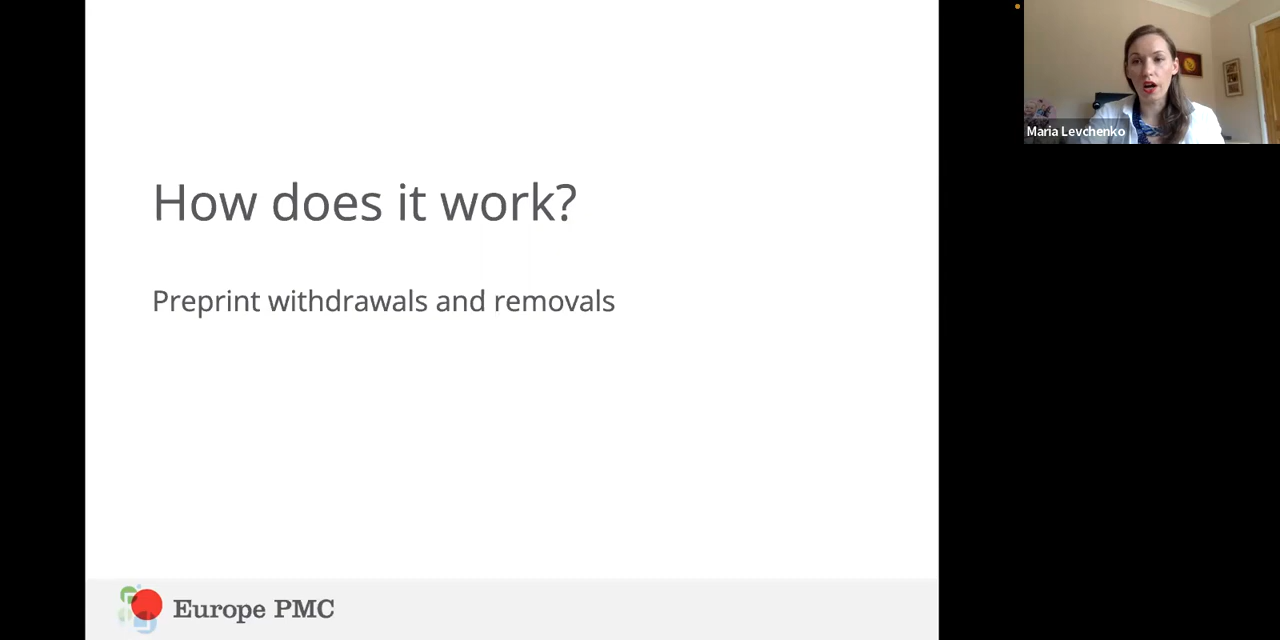 How does it work?
Preprint withdrawals and removals
Europe PMC
Maria Levchenko